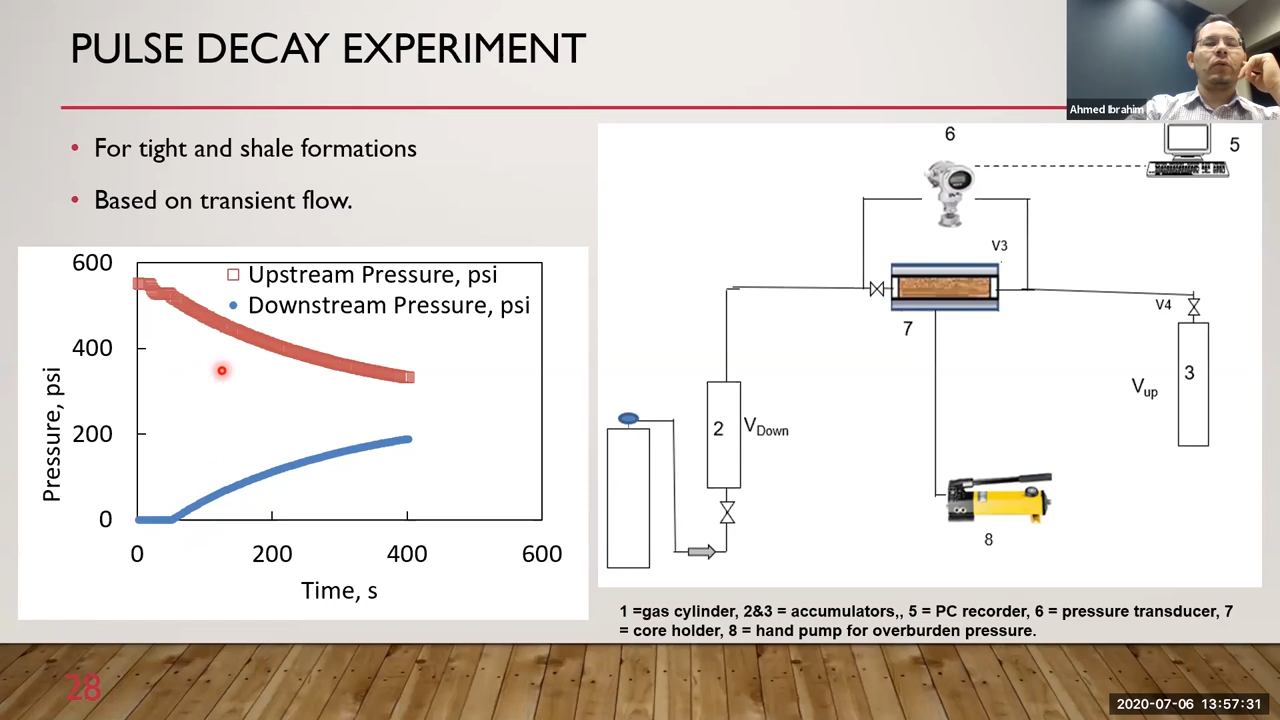 PULSE DECAY EXPERIMENT
Ahmed Ibrahim
• For tight and shale formations
• Based on transient flow.
600
400
200
0
Pressure, psi
Upstream Pressure, psi
Downstream Pressure, psi
0 200 400 600
Time, s
6
5
V3
7
V4
3
Vup
2
VDown
8
1 =gas cylinder, 2&3 = accumulators,, 5 = PC recorder, 6 = pressure transducer, 7
= core holder, 8 = hand pump for overburden pressure.
28
2020-07-06 13:57:31